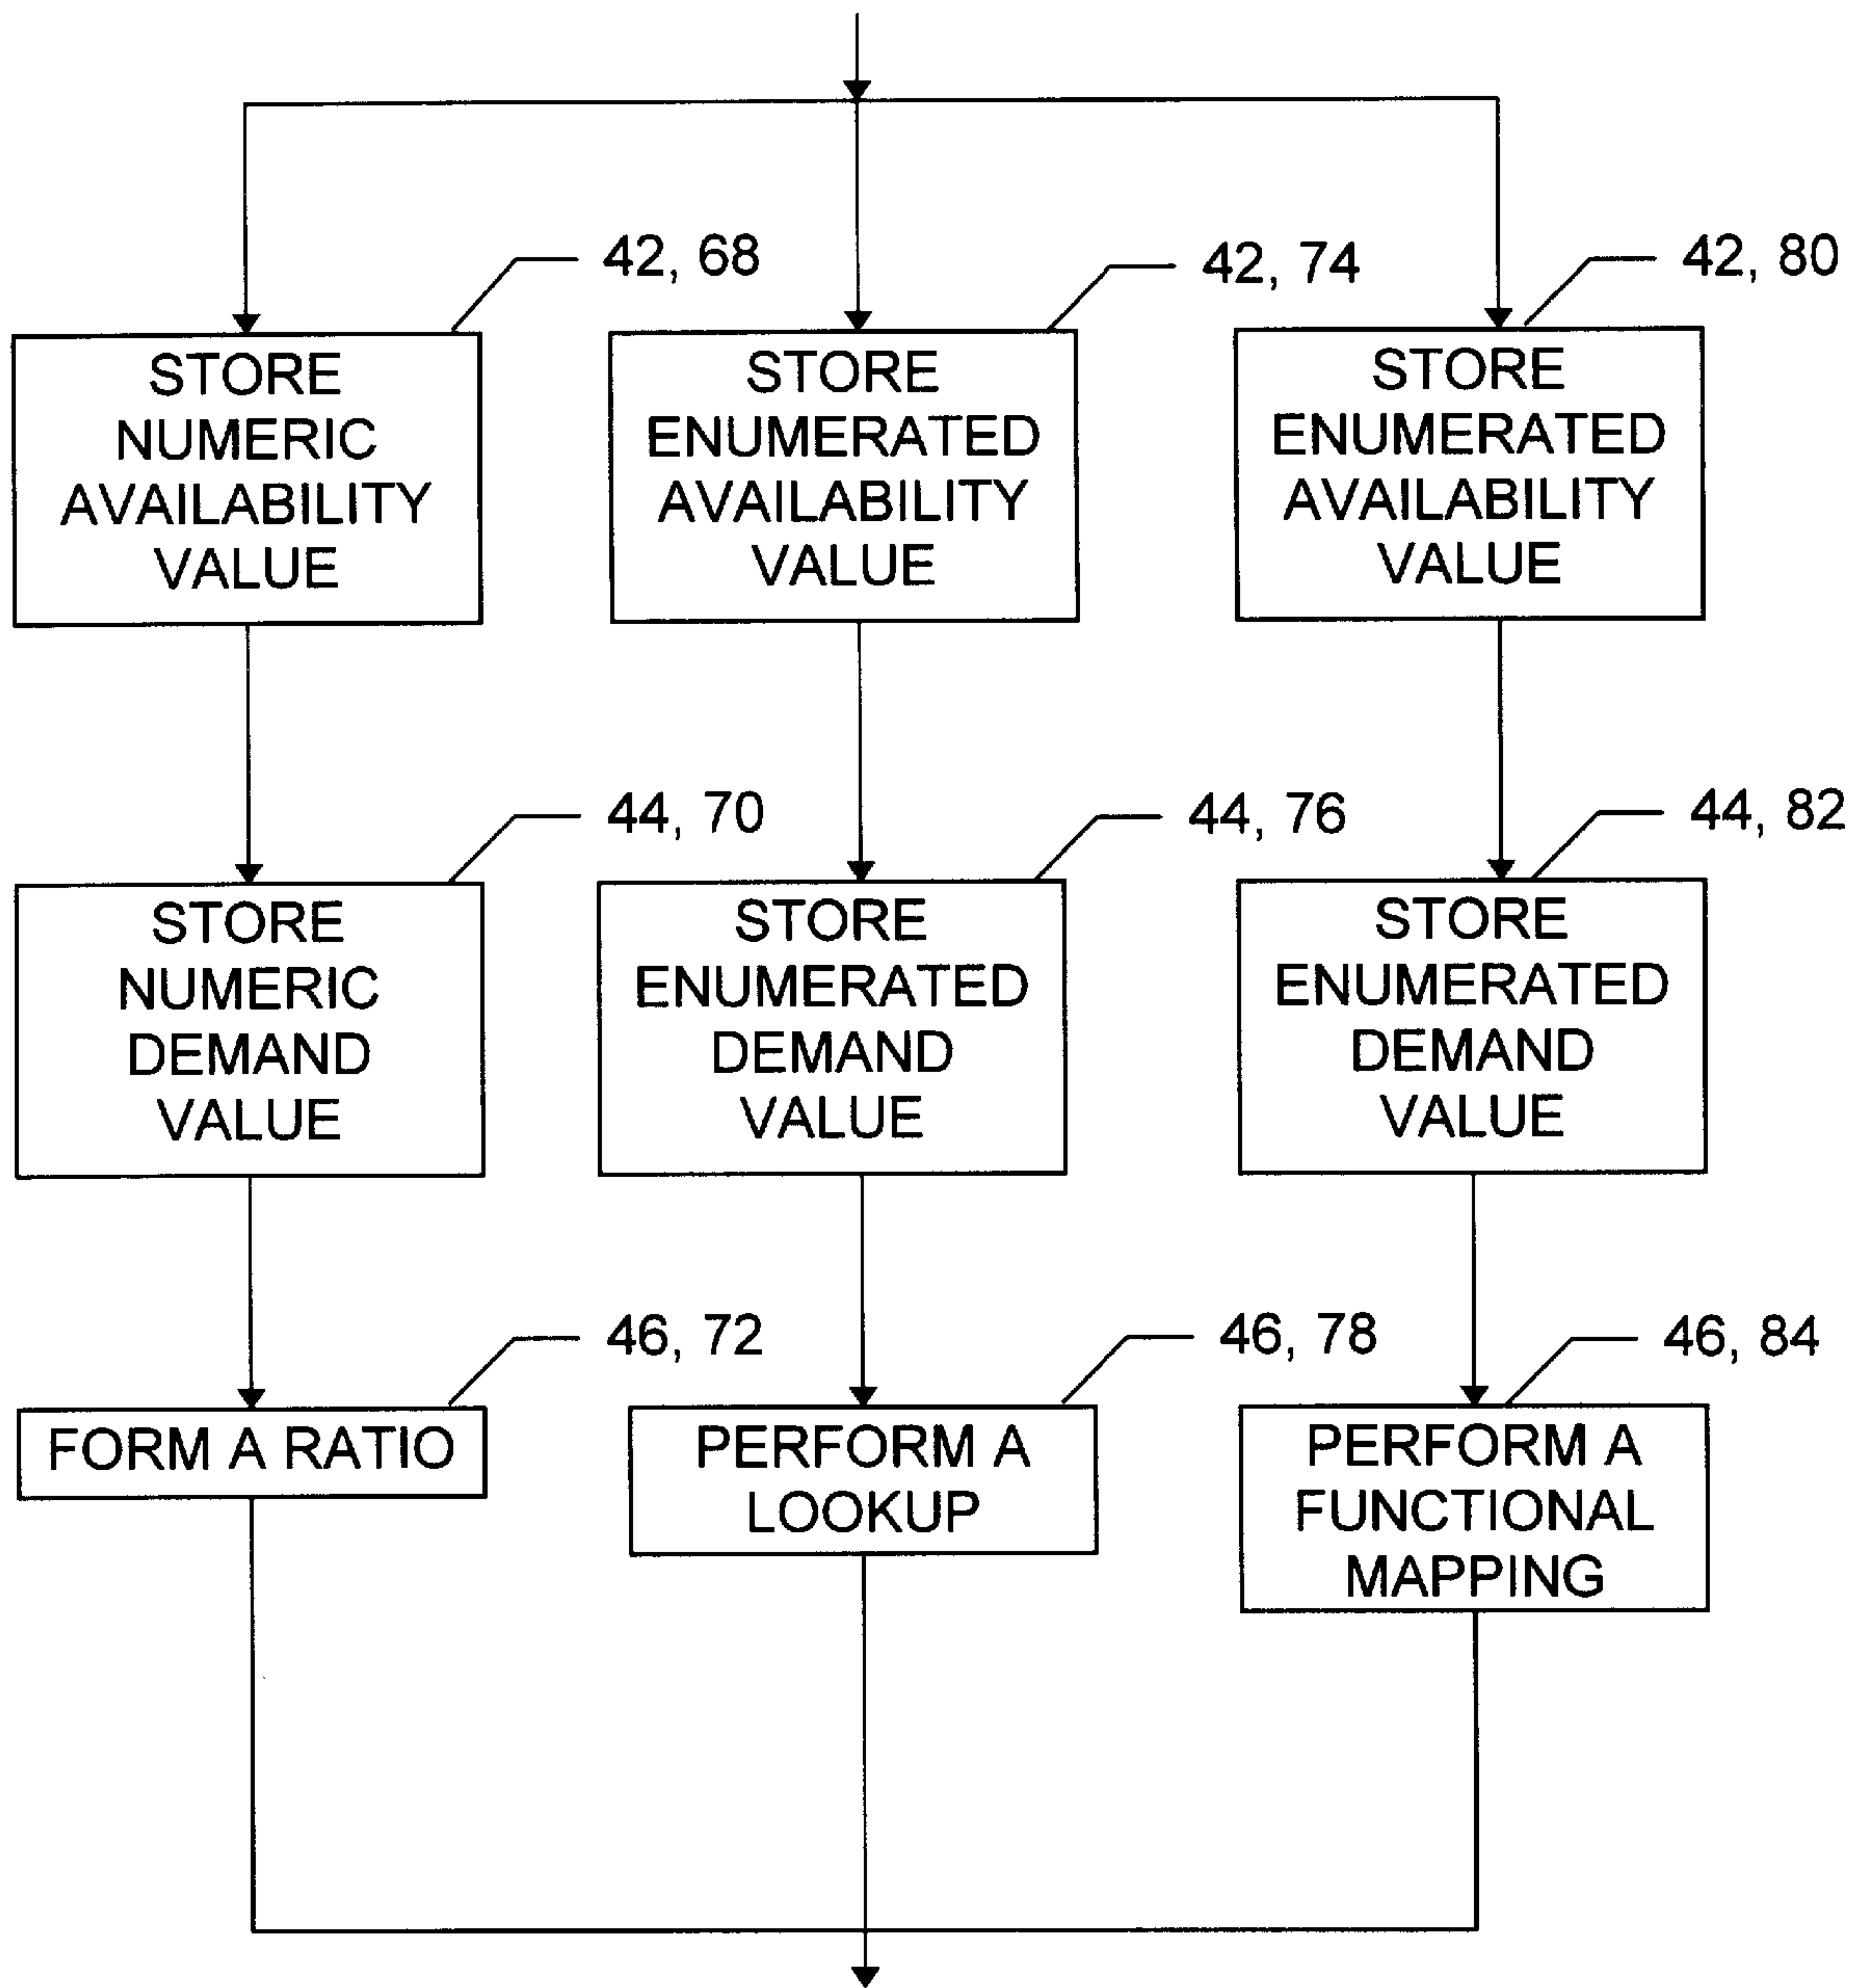 42, 68
STORE
NUMERIC
AVAILABILITY
VALUE
42, 74
STORE
ENUMERATED
AVAILABILITY
VALUE
42, 80
STORE
ENUMERATED
AVAILABILITY
VALUE
44, 70
STORE
NUMERIC
DEMAND
VALUE
44, 76
STORE
ENUMERATED
DEMAND
VALUE
44, 82
STORE
ENUMERATED
DEMAND
VALUE
46, 72
FORM A RATIO
46, 78
PERFORM A
LOOKUP
46, 84
PERFORM A
FUNCTIONAL
MAPPING